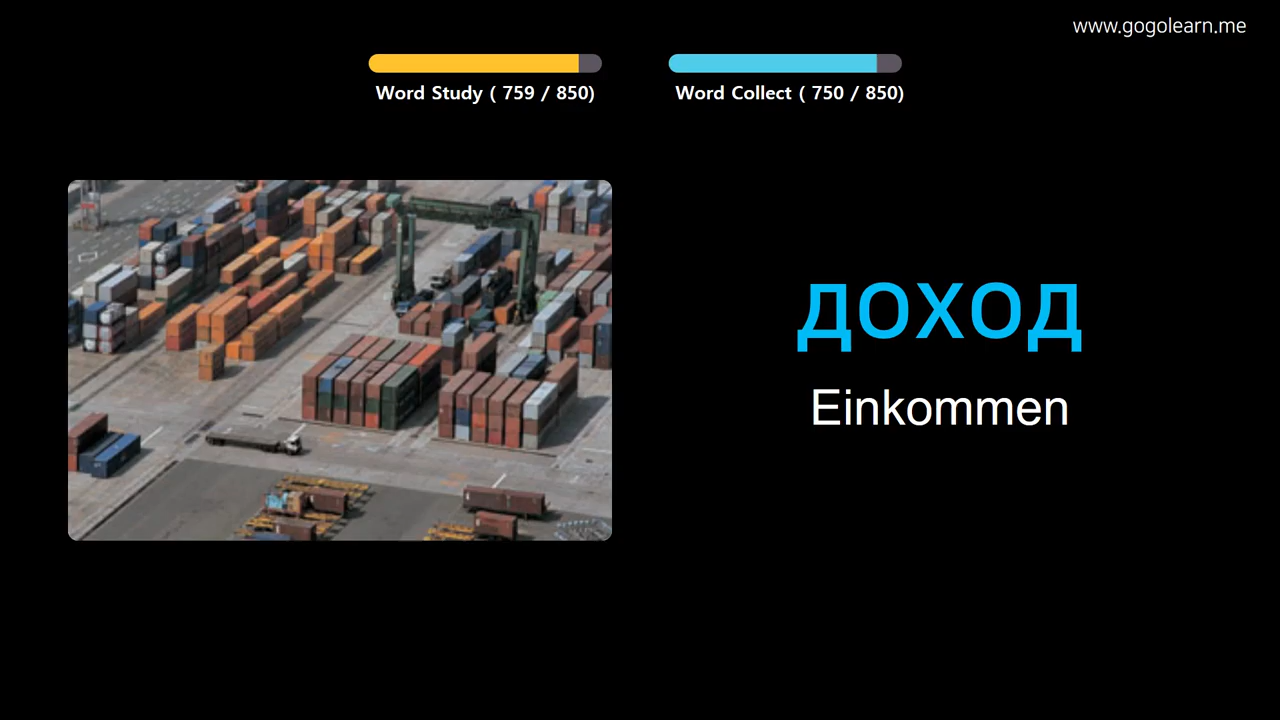 www.gogolearn.me
Word Study ( 759 / 850)
Word Collect ( 750 / 850)
доход
Einkommen